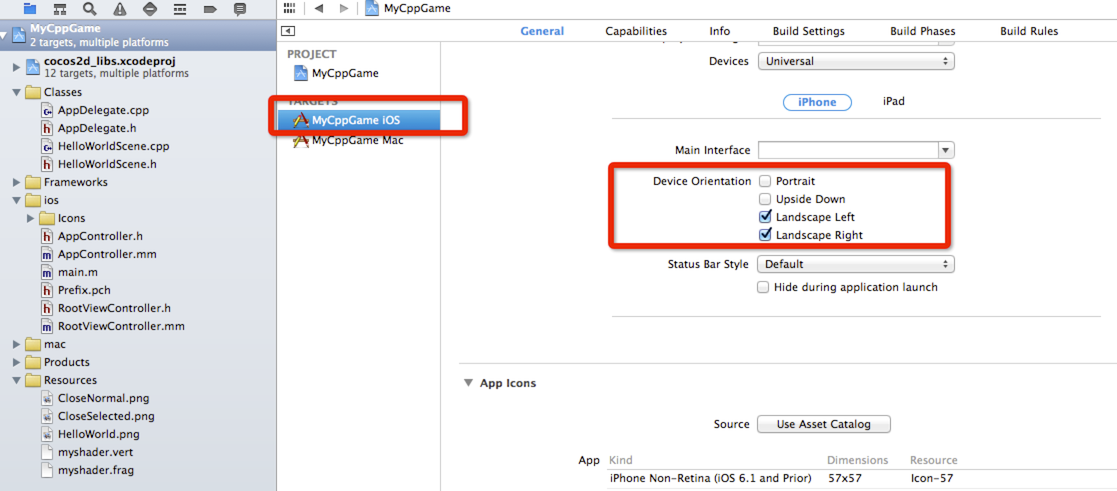 MyCppGame
2 targets, multiple platforms
cocos2d_libs.xcodeproj
12 targets, multiple platforms
Classes
AppDelegate.cpp
AppDelegate.h
HelloWorldScene.cpp
HelloWorldScene.h
Frameworks
ios
Icons
AppController.h
AppController.mm
main.m
Prefix.pch
RootViewController.h
RootViewController.mm
mac
Products
Resources
CloseNormal.png
CloseSelected.png
HelloWorld.png
myshader.vert
myshader.frag
MyCppGame
General Capabilities Info Build Settings Build Phases Build Rules
PROJECT
MyCppGame
TARGETS
MyCppGame iOS
MyCppGame Mac
Devices Universal
iPhone iPad
Main Interface
Device Orientation Portrait
Upside Down
Landscape Left
Landscape Right
Status Bar Style Default
Hide during application launch
App Icons
Source Use Asset Catalog
App Kind Dimensions Resource
iPhone Non-Retina (iOS 6.1 and Prior) 57x57 Icon-57